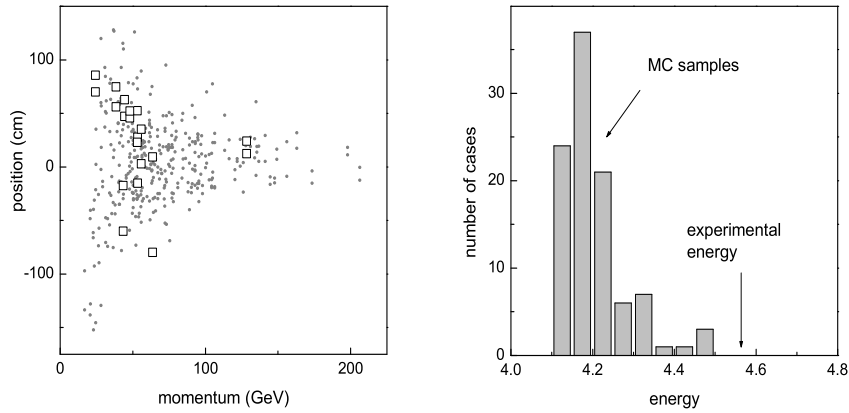 100
0
-100
0
100
200
position (cm)
momentum (GeV)
30
20
10
0
4.0
4.2
4.4
4.6
4.8
number of cases
energy
MC samples
experimental
energy